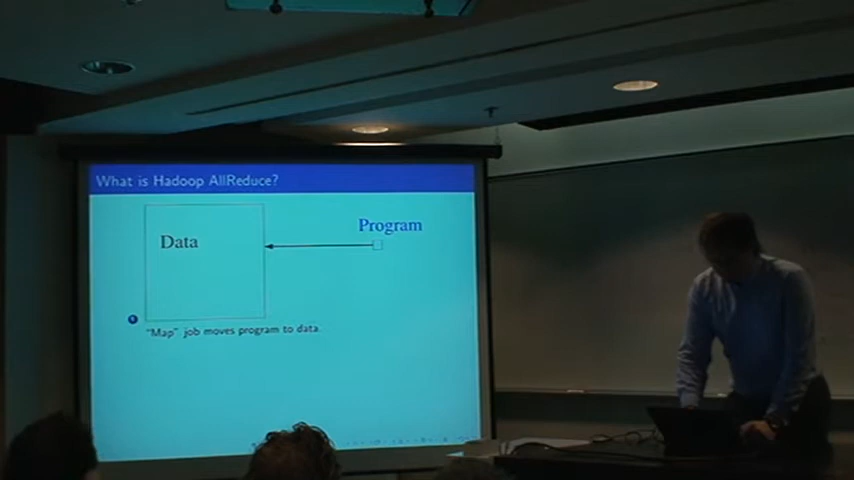 What is Hadoop AllReduce?
Program
Data
"Map" job moves program to data.